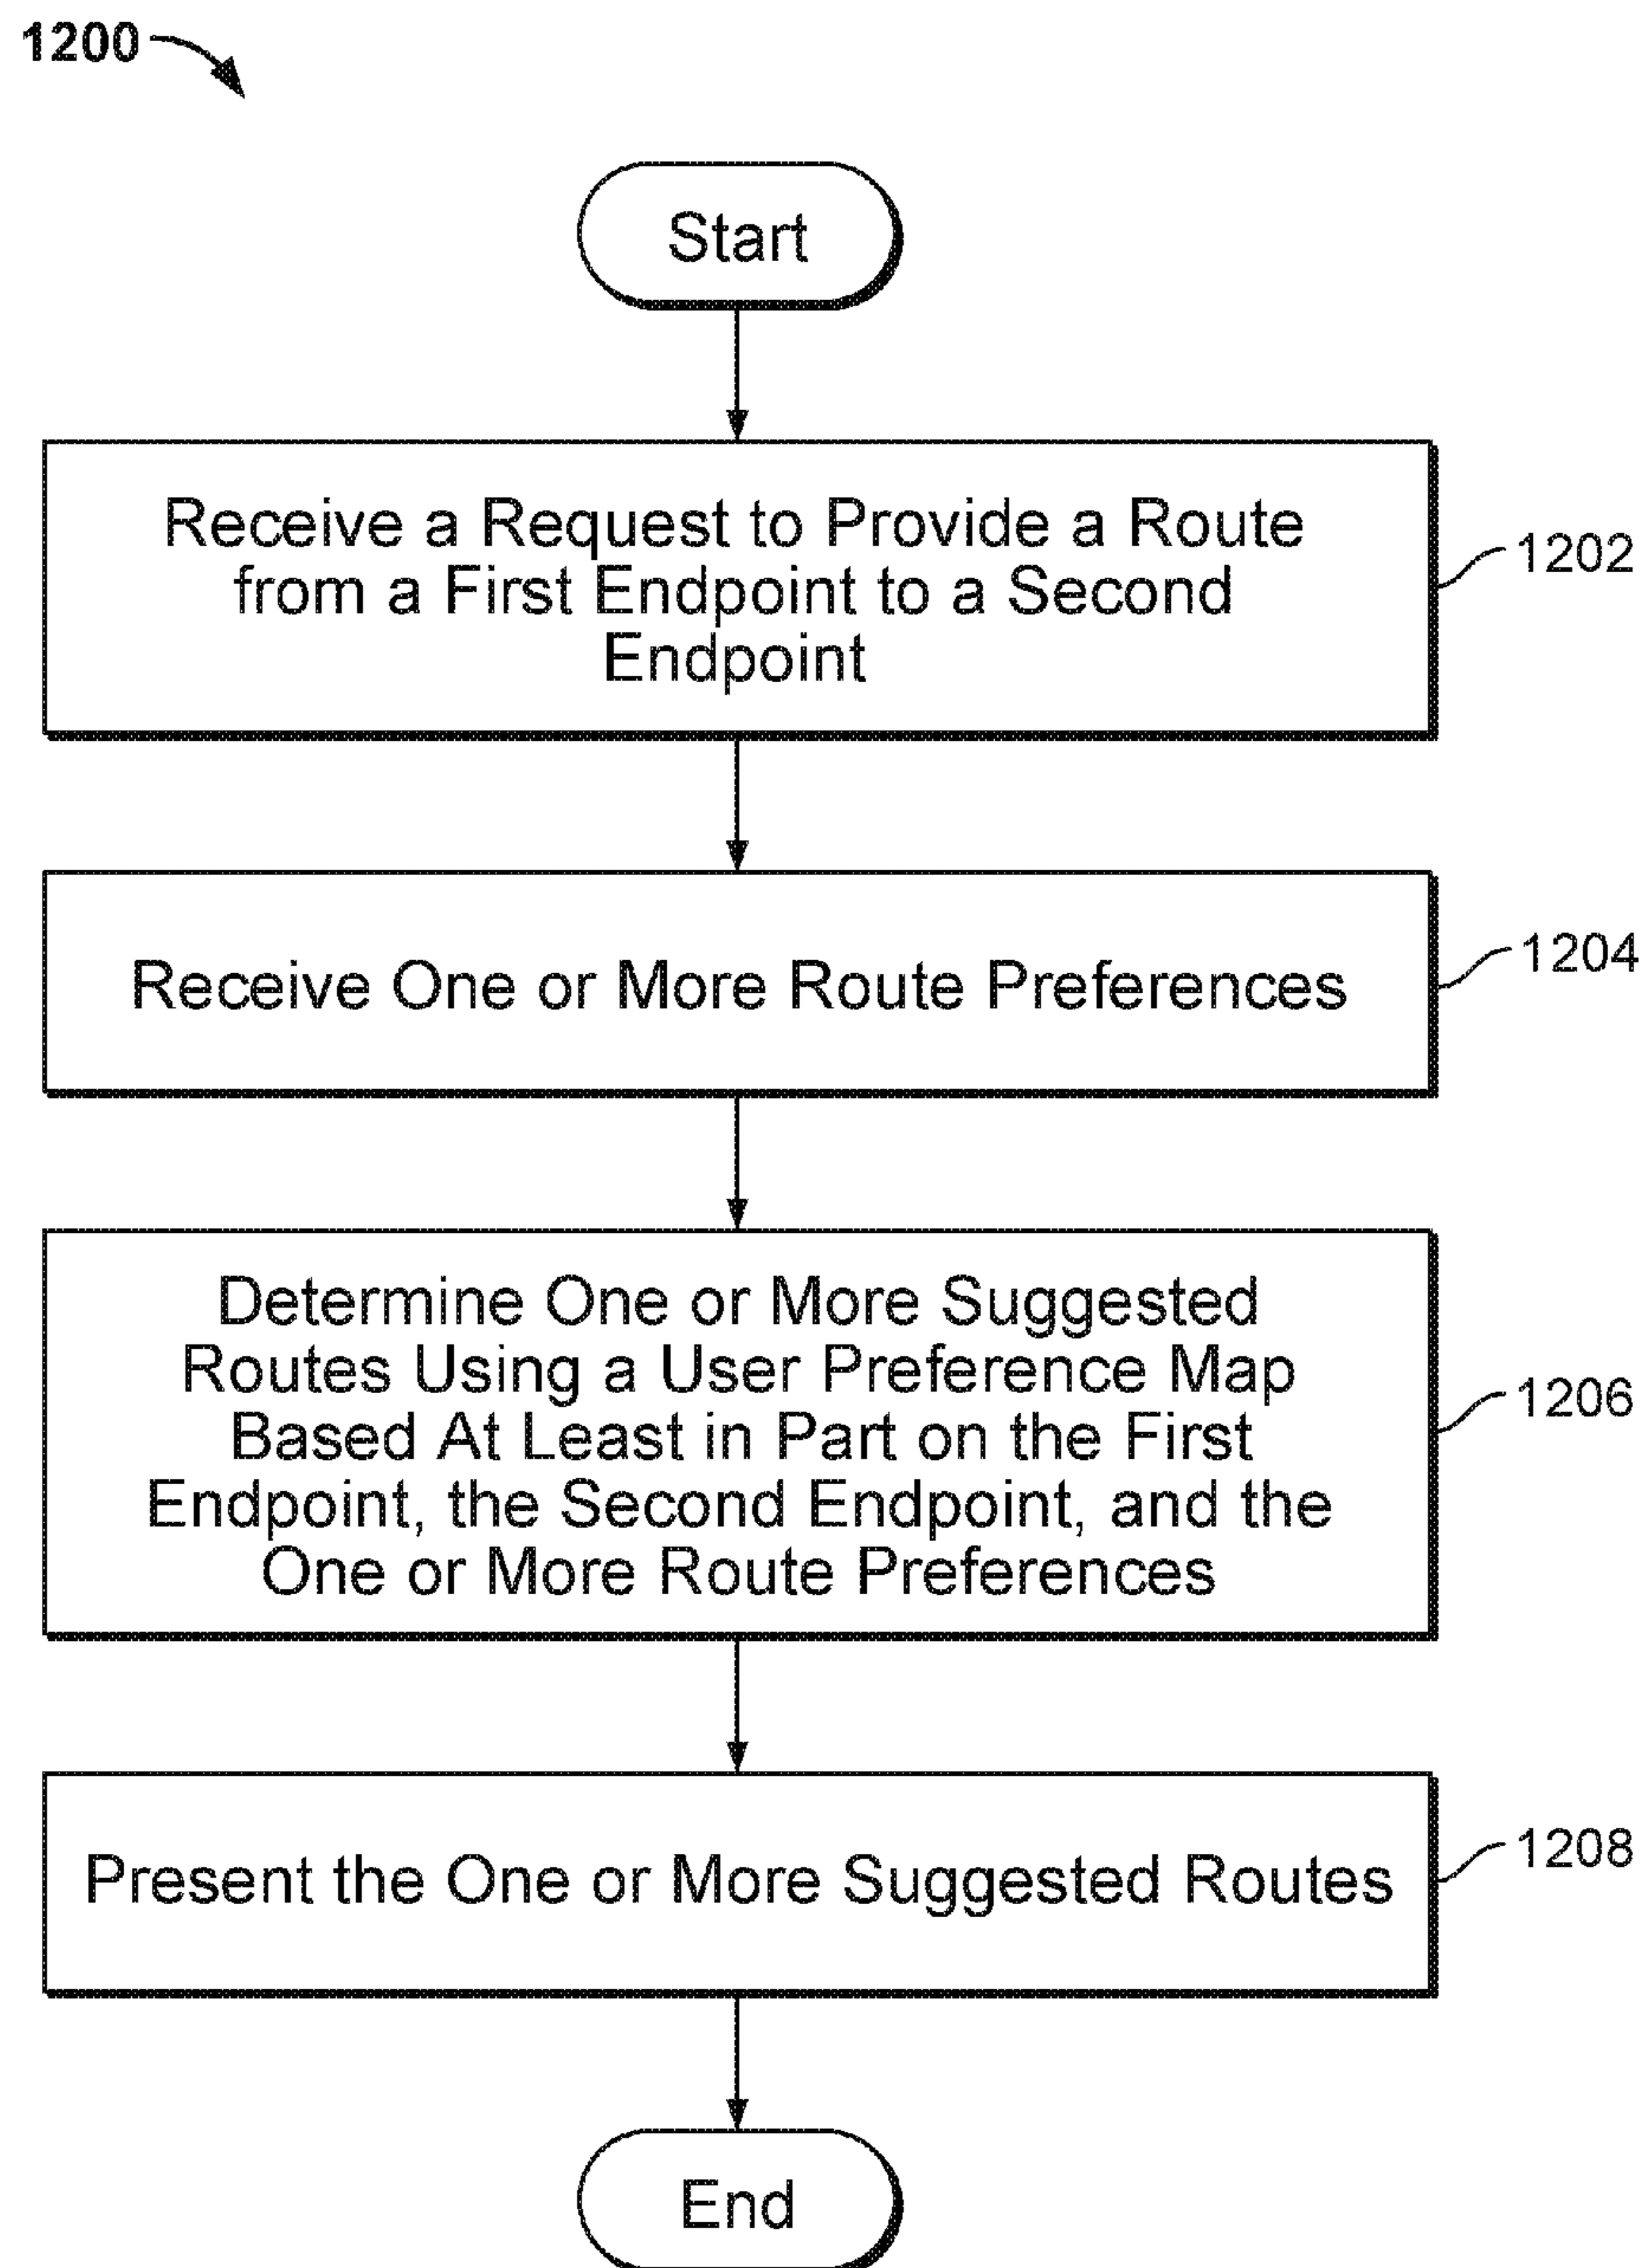 1200
Start
Receive a Request to Provide a Route
from a First Endpoint to a Second
Endpoint
1202
Receive One or More Route Preferences
1204
Determine One or More Suggested
Routes Using a User Preference Map
Based At Least in Part on the First
Endpoint, the Second Endpoint, and the
One or More Route Preferences
1206
Present the One or More Suggested Routes
1208
End